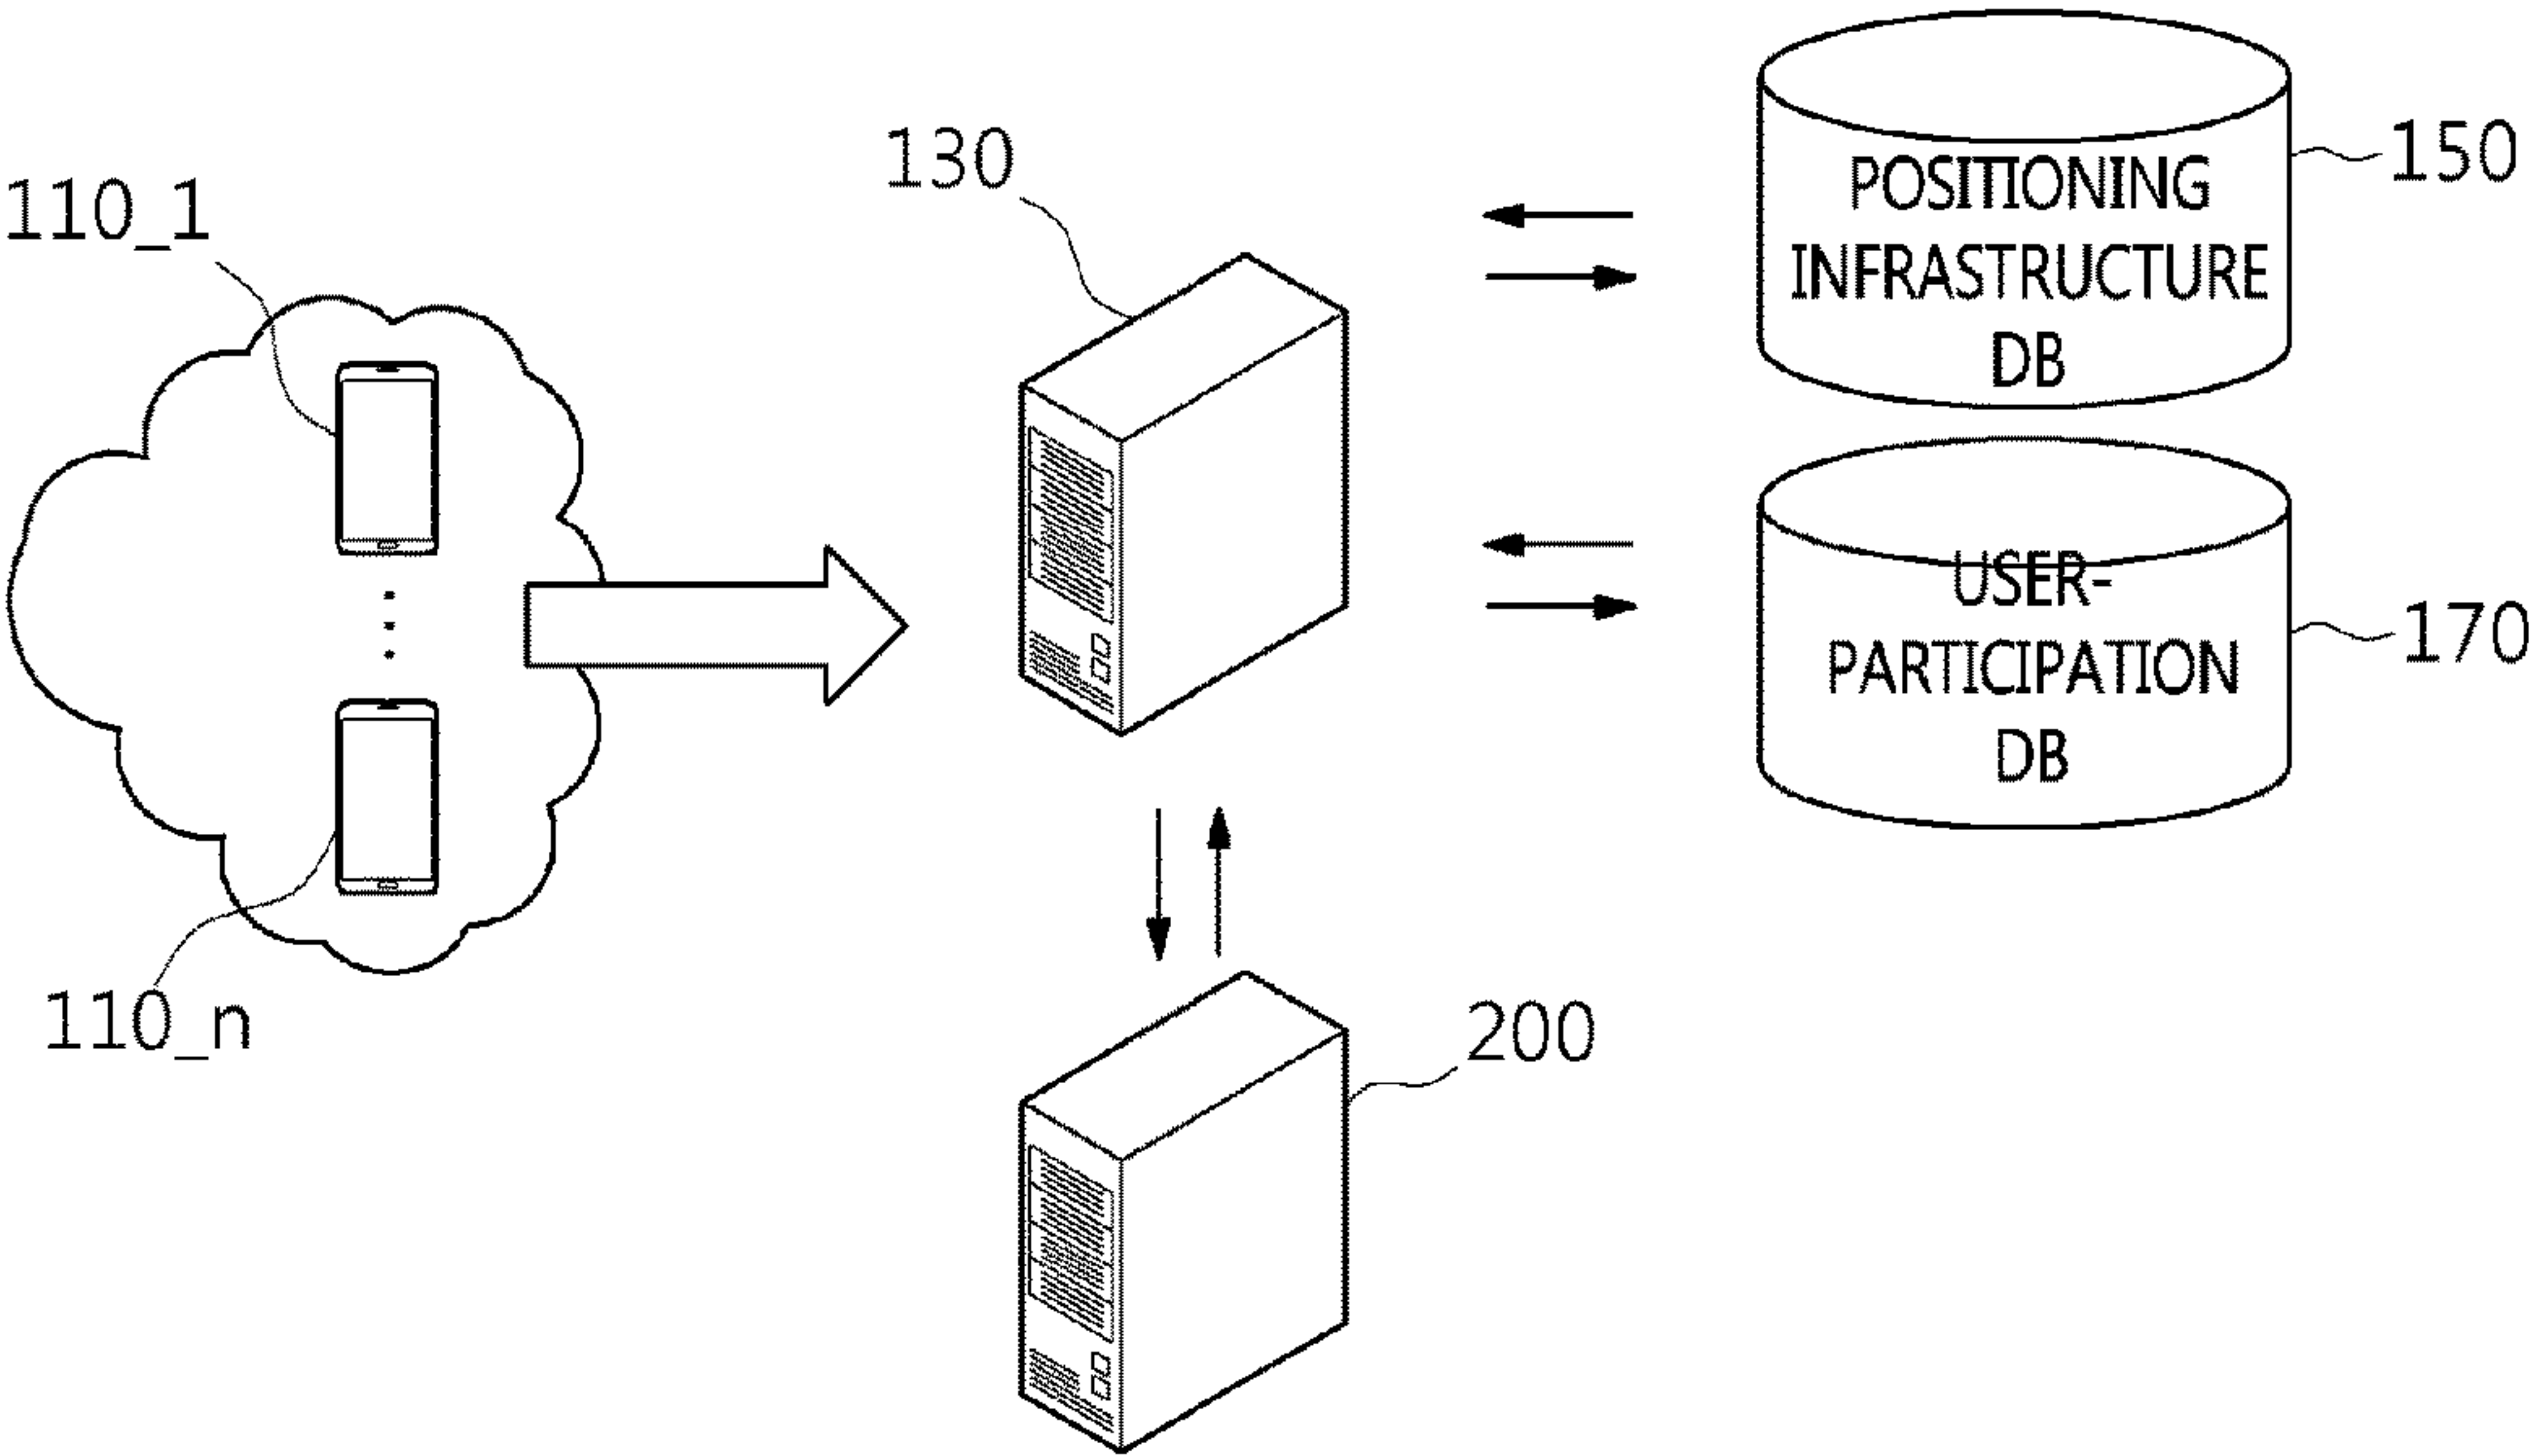 130
150
110_1
POSITIONING
INFRASTRUCTURE
DB
USER-
170
PARTICIPATION
DB
110_n
200